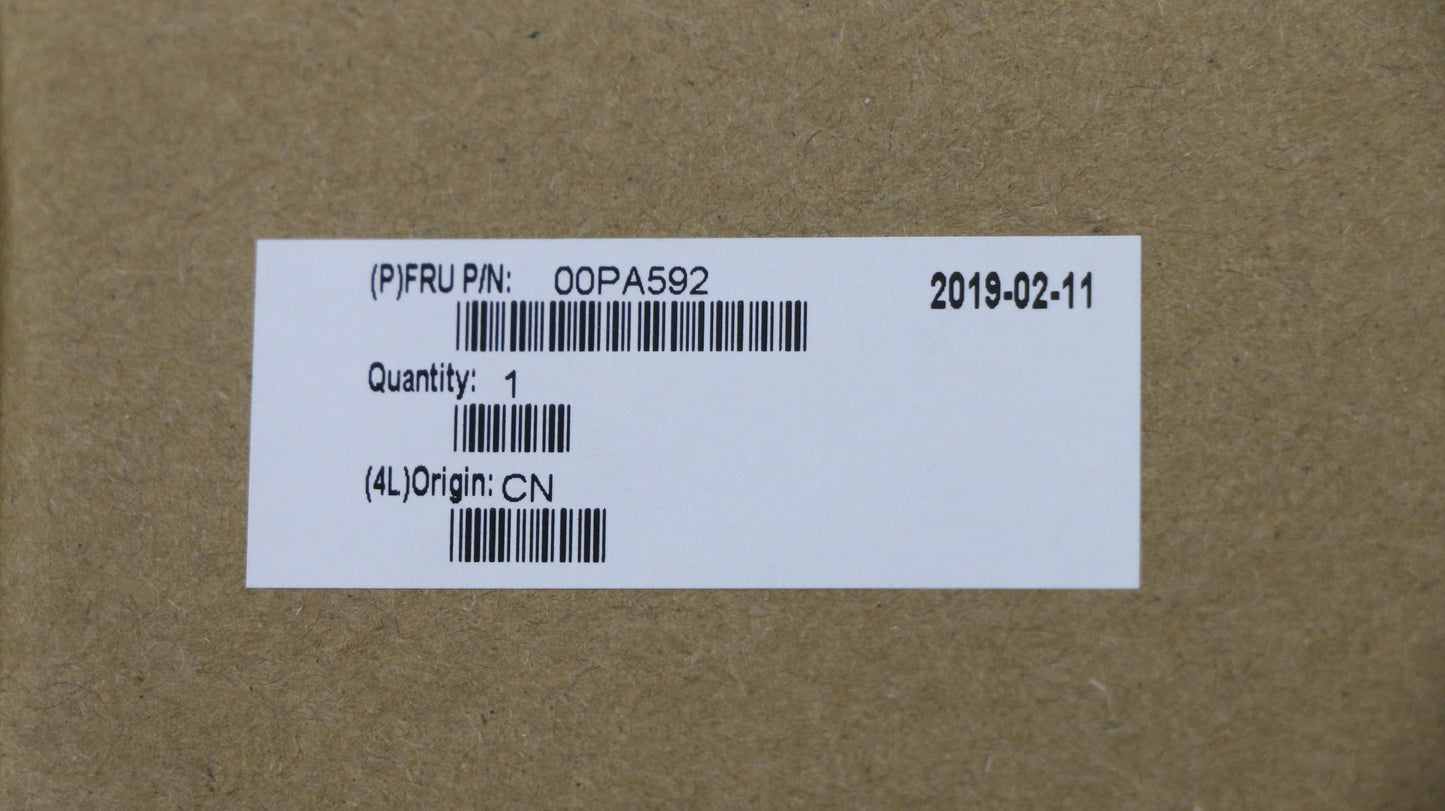 (P)FRU P/N: 00PA592 2019-02-11
Quantity: 1
(4L)Origin: CN